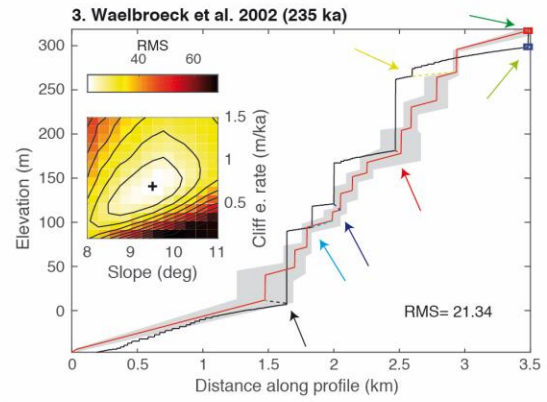 3. Waelbroeck et al. 2002 (235 ka)
RMS
40 60
300
250
200
150
100
50
0
Elevation (m)
1.5
1
0.5
Cliff e. rate (m/ka)
8 9 10 11
Slope (deg)
RMS= 21.34
0 0.5 1.0 1.5 2 2.5 3 3.5
Distance along profile (km)